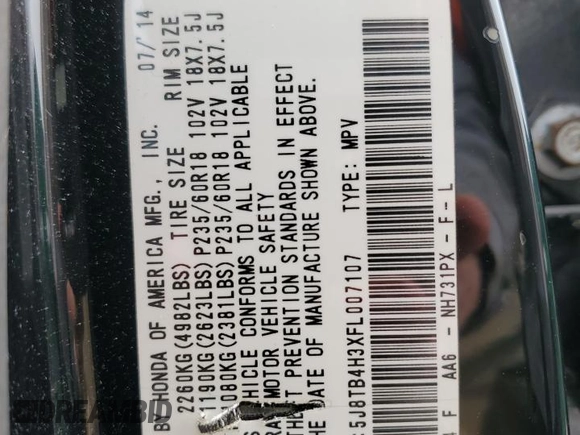 BY HONDA OF AMERICA MFG., INC. 07/'14
2260KG(4982LBS) TIRE SIZE RIM SIZE
1190KG(2623LBS) P235/60R18 102V 18X7.5J
1080KG(2381LBS) P235/60R18 102V 18X7.5J
VEHICLE CONFORMS TO ALL APPLICABLE
MOTOR VEHICLE SAFETY
PREVENTION STANDARDS IN EFFECT
DATE OF MANUFACTURE SHOWN ABOVE.
5J8TB4H3XFL007107 TYPE: MPV
F AA6 - NH731PX - F - L
DREAMBID